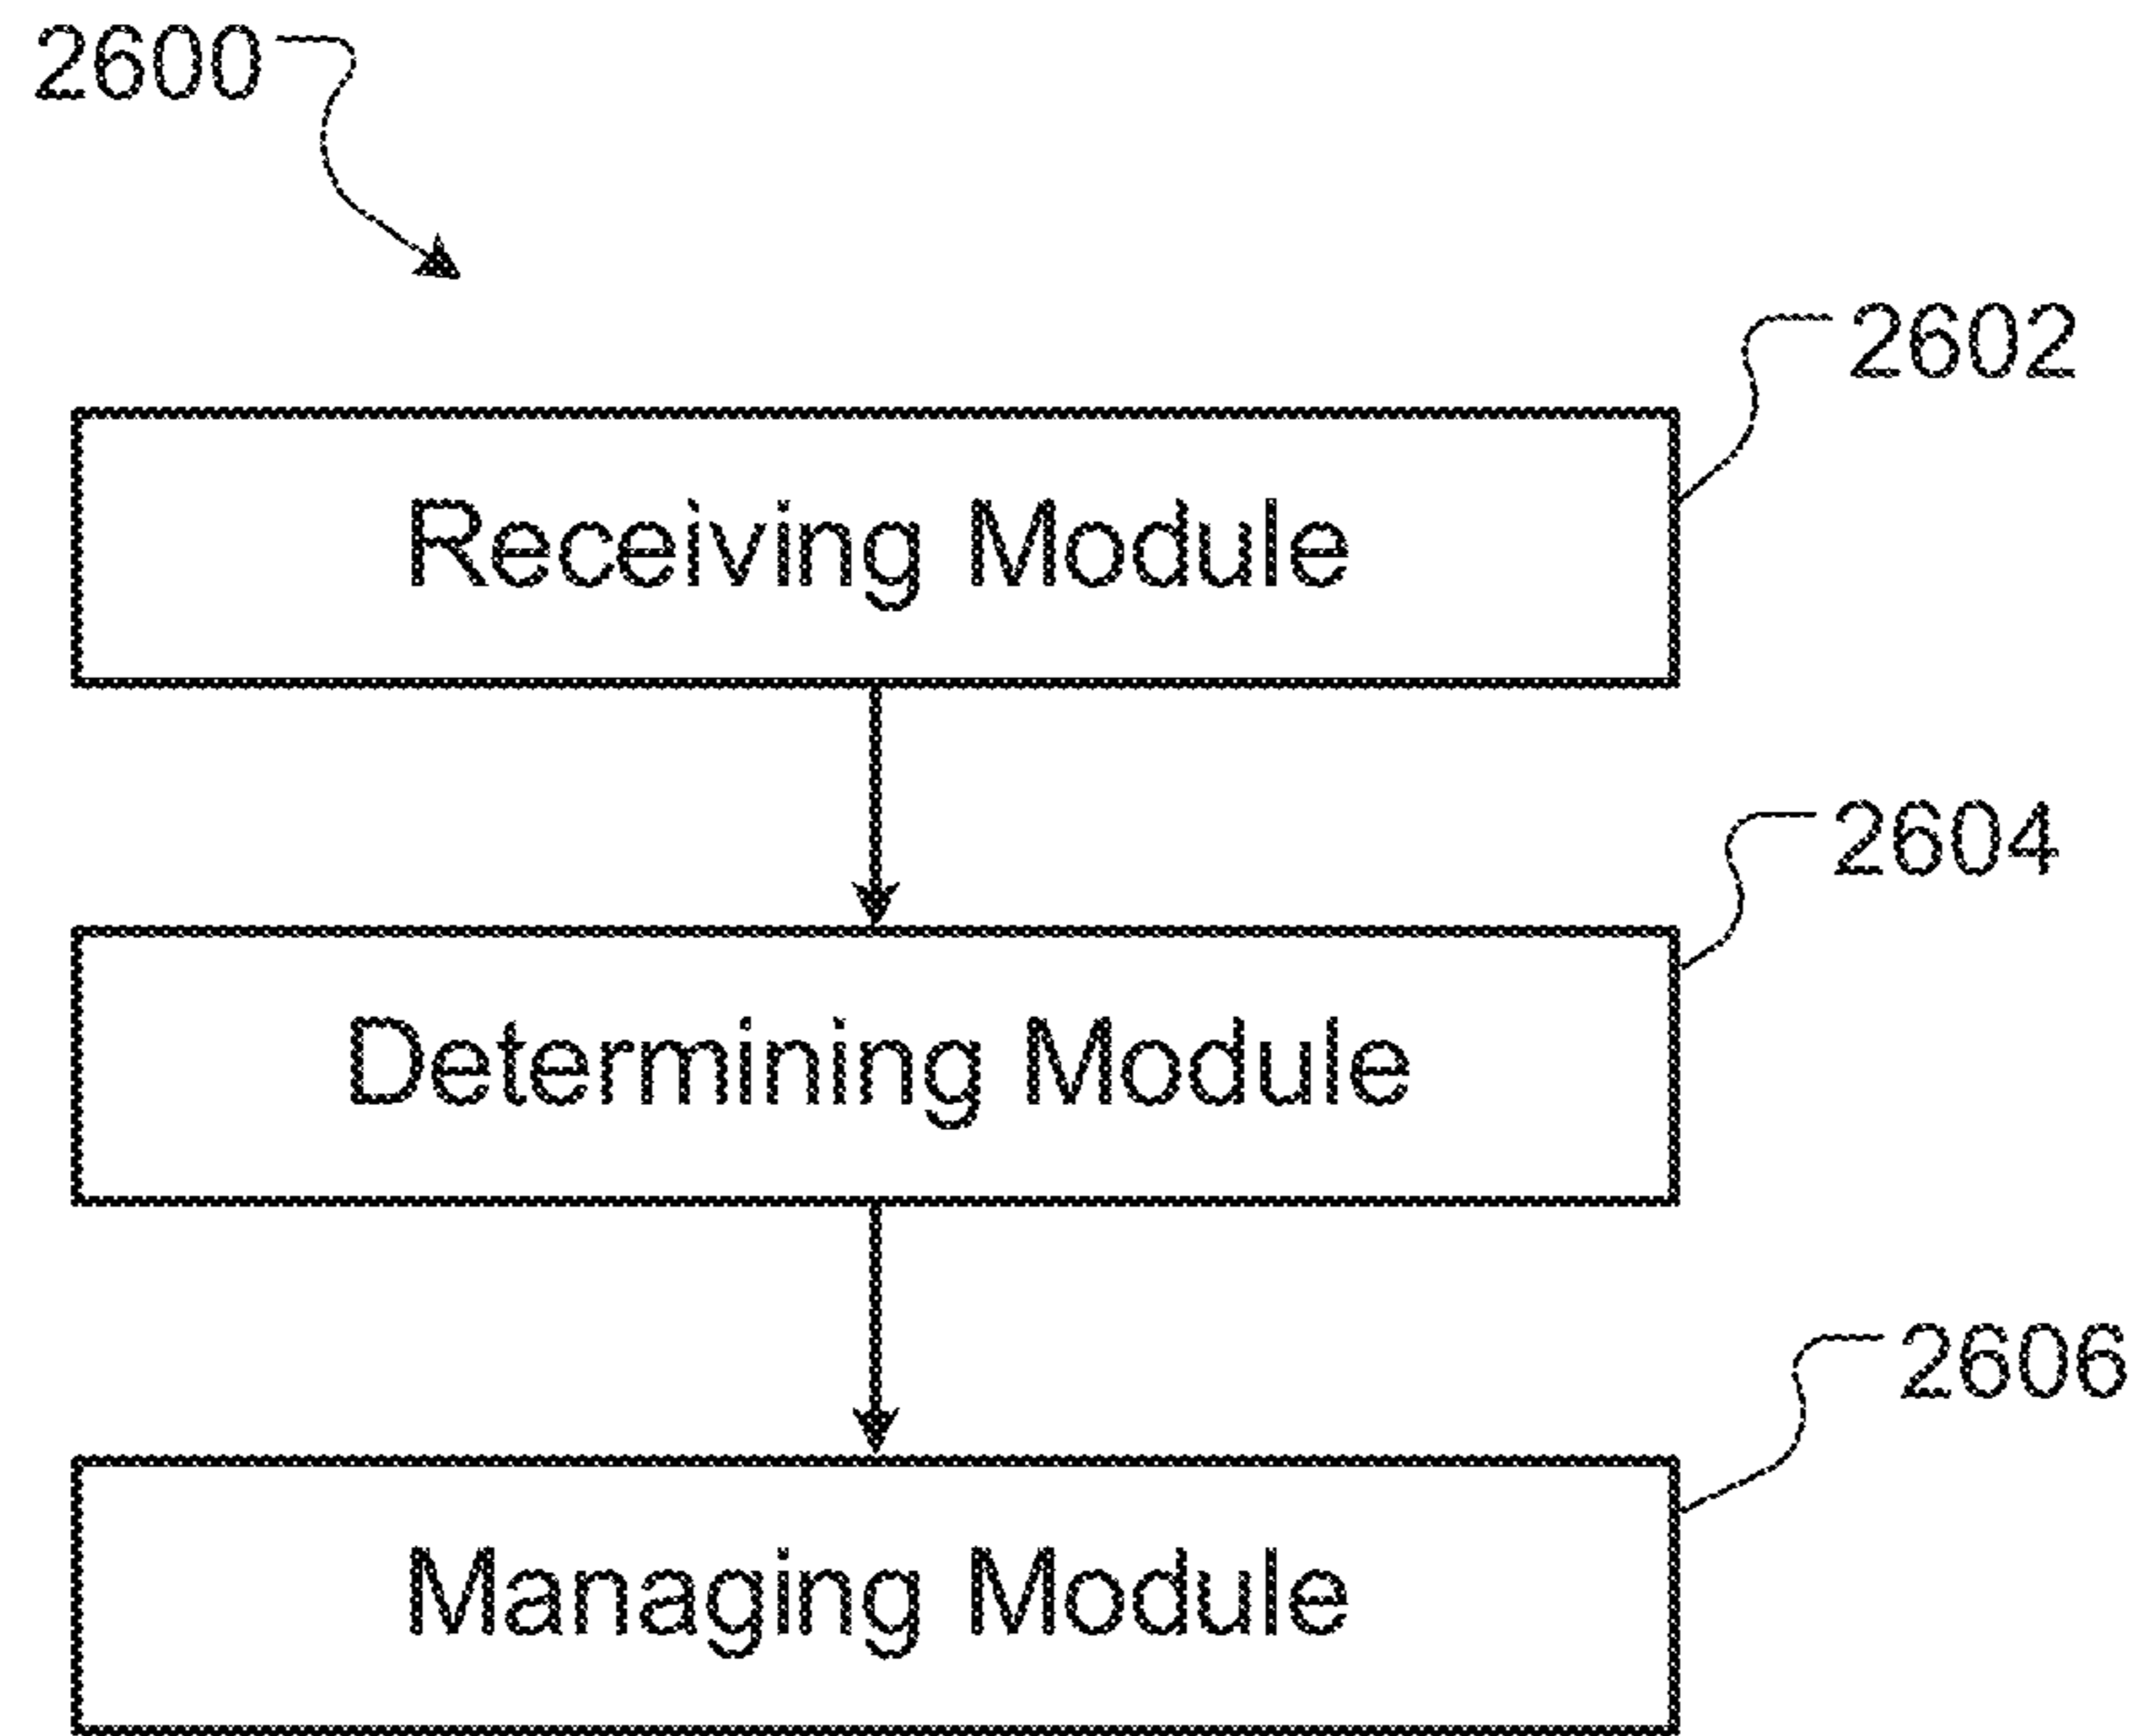 2600
2602
Receiving Module
2604
Determining Module
2606
Managing Module